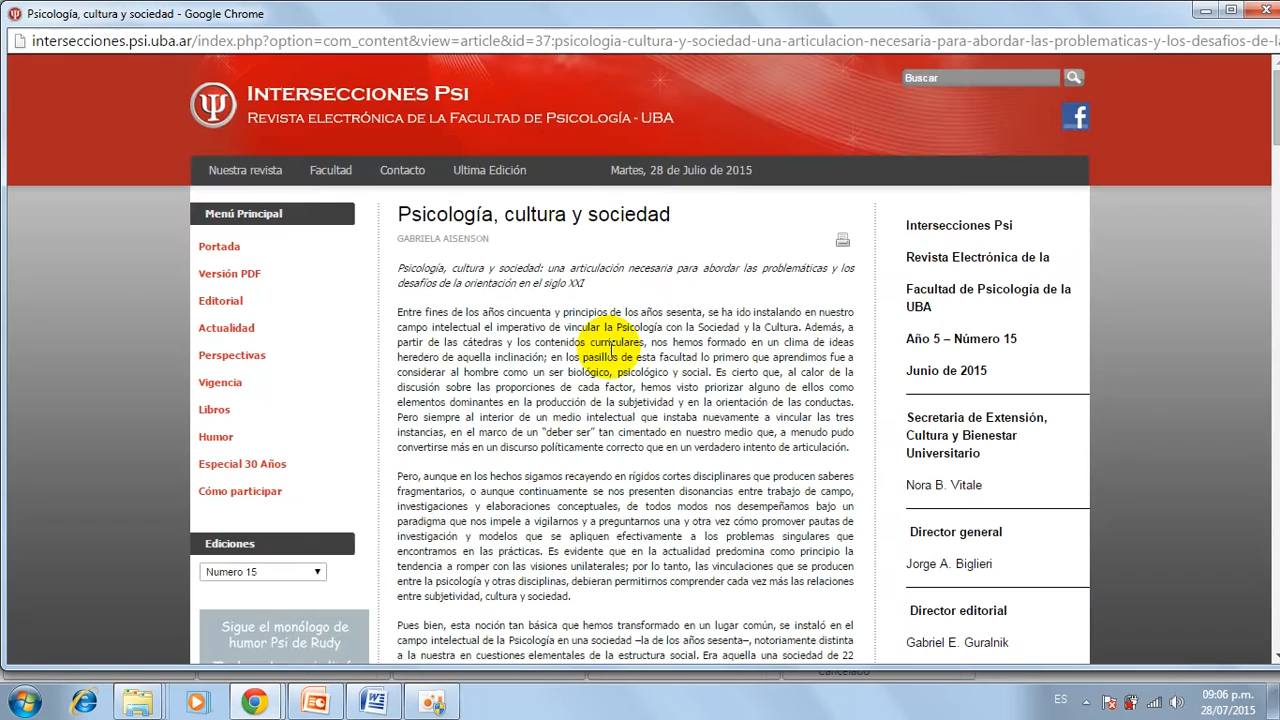 Psicología, cultura y sociedad - Google Chrome
intersecciones.psi.uba.ar/index.php?option=com_content&view=article&id=37:psicologia-cultura-y-sociedad-una-articulacion-necesaria-para-abordar-las-problematicas-y-los-desafios-de-la
INTERSECCIONES PSI
REVISTA ELECTRÓNICA DE LA FACULTAD DE PSICOLOGÍA - UBA
Buscar
Nuestra revista
Facultad
Contacto
Ultima Edición
Martes, 28 de Julio de 2015
Menú Principal
Portada
Versión PDF
Editorial
Actualidad
Perspectivas
Vigencia
Libros
Humor
Especial 30 Años
Cómo participar
Ediciones
Numero 15
Sigue el monólogo de
humor Psi de Rudy
Psicología, cultura y sociedad
GABRIELA AISENSON
Psicología, cultura y sociedad: una articulación necesaria para abordar las problemáticas y los
desafíos de la orientación en el siglo XXI
Entre fines de los años cincuenta y principios de los años sesenta, se ha ido instalando en nuestro
campo intelectual el imperativo de vincular la Psicología con la Sociedad y la Cultura. Además, a
partir de las cátedras y los contenidos curriculares, nos hemos formado en un clima de ideas
heredero de aquella inclinación; en los pasillos de esta facultad lo primero que aprendimos fue a
considerar al hombre como un ser biológico, psicológico y social. Es cierto que, al calor de la
discusión sobre las proporciones de cada factor, hemos visto priorizar alguno de ellos como
elementos dominantes en la producción de la subjetividad y en la orientación de las conductas.
Pero siempre al interior de un medio intelectual que instaba nuevamente a vincular las tres
instancias, en el marco de un “deber ser” tan cimentado en nuestro medio que, a menudo pudo
convertirse más en un discurso políticamente correcto que en un verdadero intento de articulación.
Pero, aunque en los hechos sigamos recayendo en rígidos cortes disciplinares que producen saberes
fragmentarios, o aunque continuamente se nos presenten disonancias entre trabajo de campo,
investigaciones y elaboraciones conceptuales, de todos modos nos desempeñamos bajo un
paradigma que nos impele a vigilarnos y a preguntarnos una y otra vez cómo promover pautas de
investigación y modelos que se apliquen efectivamente a los problemas singulares que
encontramos en las prácticas. Es evidente que en la actualidad predomina como principio la
tendencia a romper con las visiones unilaterales; por lo tanto, las vinculaciones que se producen
entre la psicología y otras disciplinas, debieran permitirnos comprender cada vez más las relaciones
entre subjetividad, cultura y sociedad.
Pues bien, esta noción tan básica que hemos transformado en un lugar común, se instaló en el
campo intelectual de la Psicología en una sociedad –la de los años sesenta–, notoriamente distinta
a la nuestra en cuestiones elementales de la estructura social. Era aquella una sociedad de 22
Intersecciones Psi
Revista Electrónica de la
Facultad de Psicología de la
UBA
Año 5 – Número 15
Junio de 2015
Secretaria de Extensión,
Cultura y Bienestar
Universitario
Nora B. Vitale
Director general
Jorge A. Biglieri
Director editorial
Gabriel E. Guralnik
Cancelado
ES
09:06 p.m.
28/07/2015